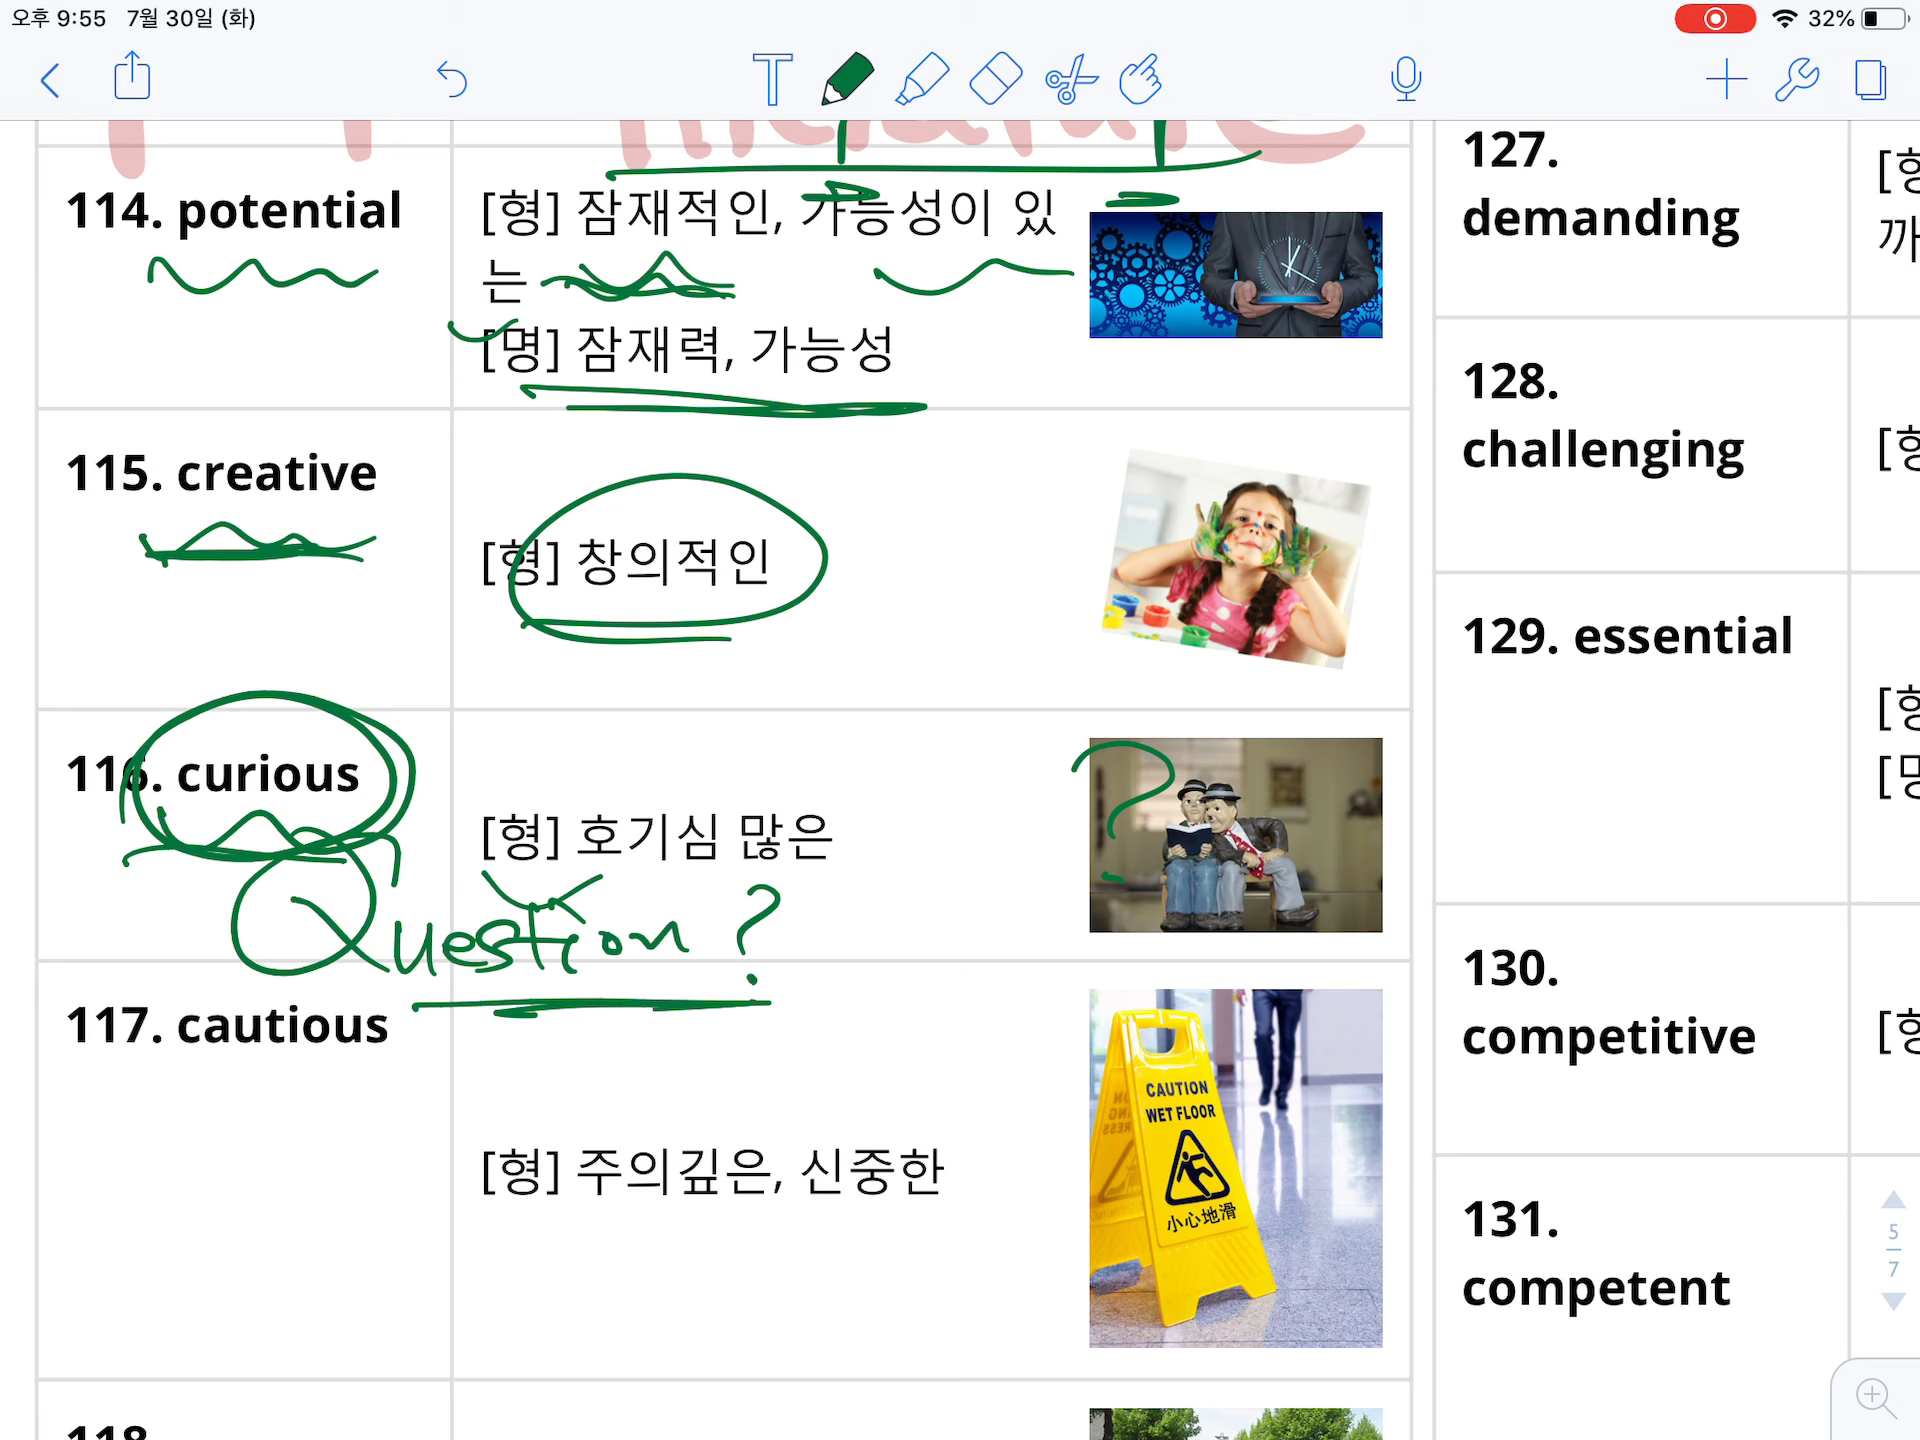 오후 9:55 7월 30일 (화)
32%
114. potential
[형] 잠재적인, 가능성이 있
는
[명] 잠재력, 가능성
115. creative
[형] 창의적인
116. curious
[형] 호기심 많은
?
Question ?
117. cautious
[형] 주의깊은, 신중한
CAUTION
WET FLOOR
小心地滑
118.
127.
demanding
128.
challenging
129. essential
130.
competitive
131.
competent
5
7